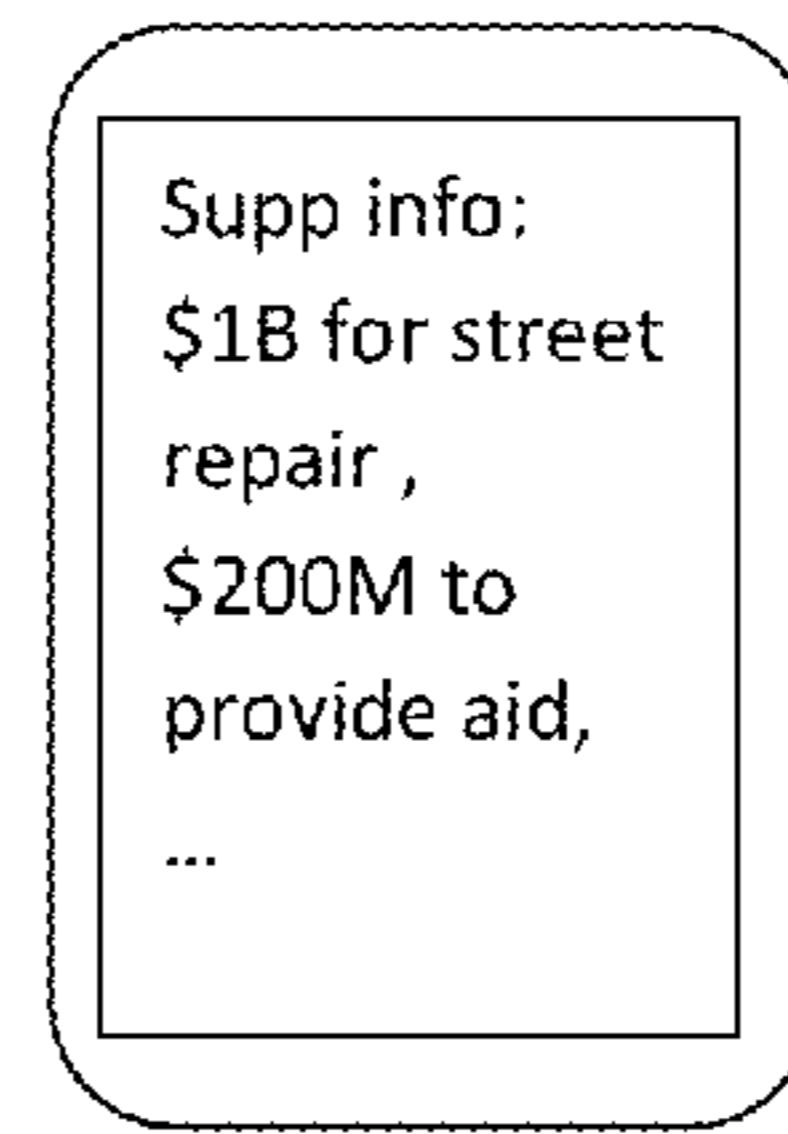 Supp info:
$1B for street
repair ,
$200M to
provide aid,
...